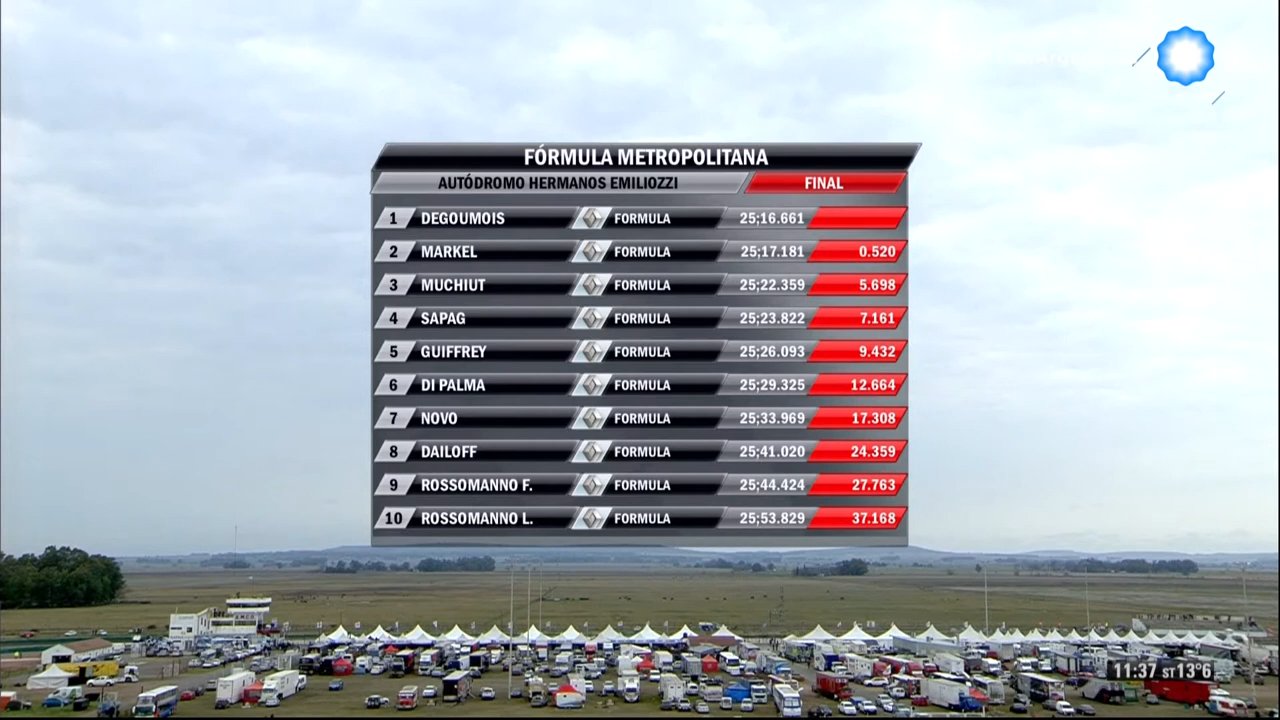 FÓRMULA METROPOLITANA
AUTÓDROMO HERMANOS EMILIOZZI FINAL
1 DEGOUMOIS FORMULA 25;16.661
2 MARKEL FORMULA 25;17.181 0.520
3 MUCHIUT FORMULA 25;22.359 5.698
4 SAPAG FORMULA 25;23.822 7.161
5 GUIFFREY FORMULA 25;26.093 9.432
6 DI PALMA FORMULA 25;29.325 12.664
7 NOVO FORMULA 25;33.969 17.308
8 DAILOFF FORMULA 25;41.020 24.359
9 ROSSOMANNO F. FORMULA 25;44.424 27.763
10 ROSSOMANNO L. FORMULA 25;53.829 37.168
11:37 ST 13°6